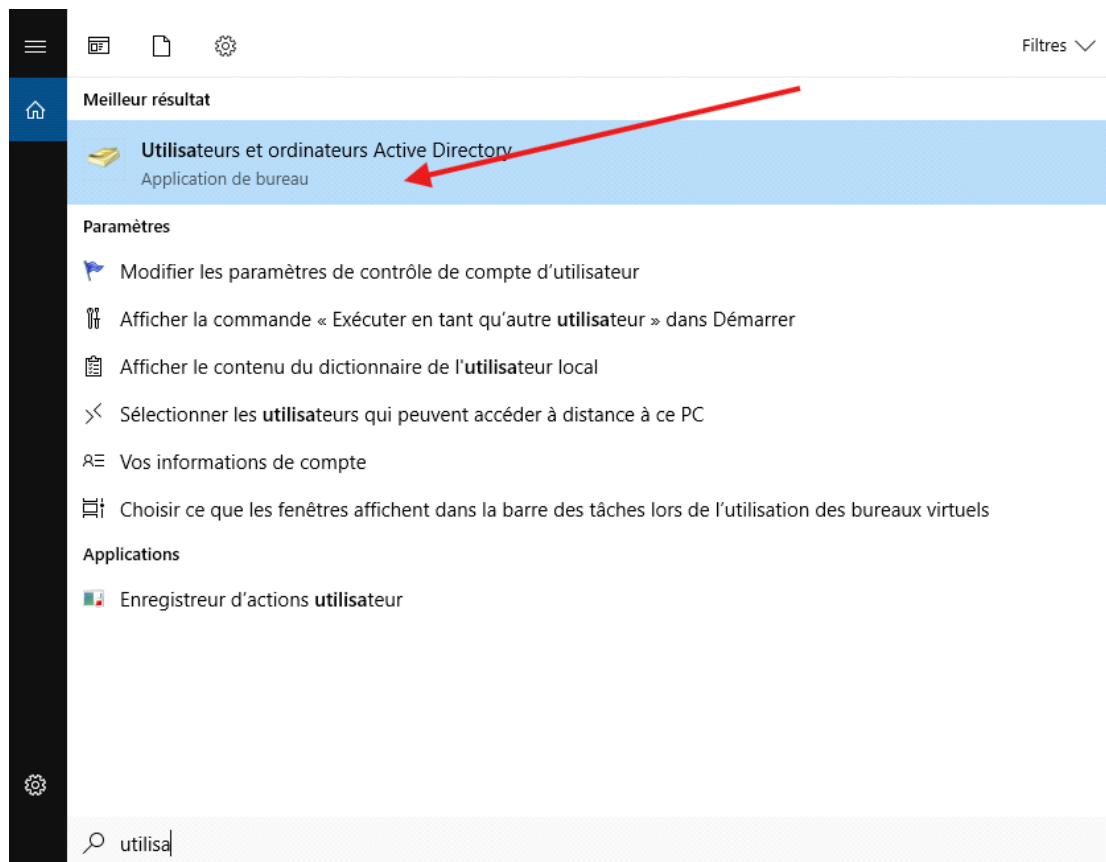 Filtres
Meilleur résultat
Utilisateurs et ordinateurs Active Directory
Application de bureau
Paramètres
Modifier les paramètres de contrôle de compte d’utilisateur
Afficher la commande « Exécuter en tant qu’autre utilisateur » dans Démarrer
Afficher le contenu du dictionnaire de l'utilisateur local
Sélectionner les utilisateurs qui peuvent accéder à distance à ce PC
Vos informations de compte
Choisir ce que les fenêtres affichent dans la barre des tâches lors de l’utilisation des bureaux virtuels
Applications
Enregistreur d’actions utilisateur
utilisa